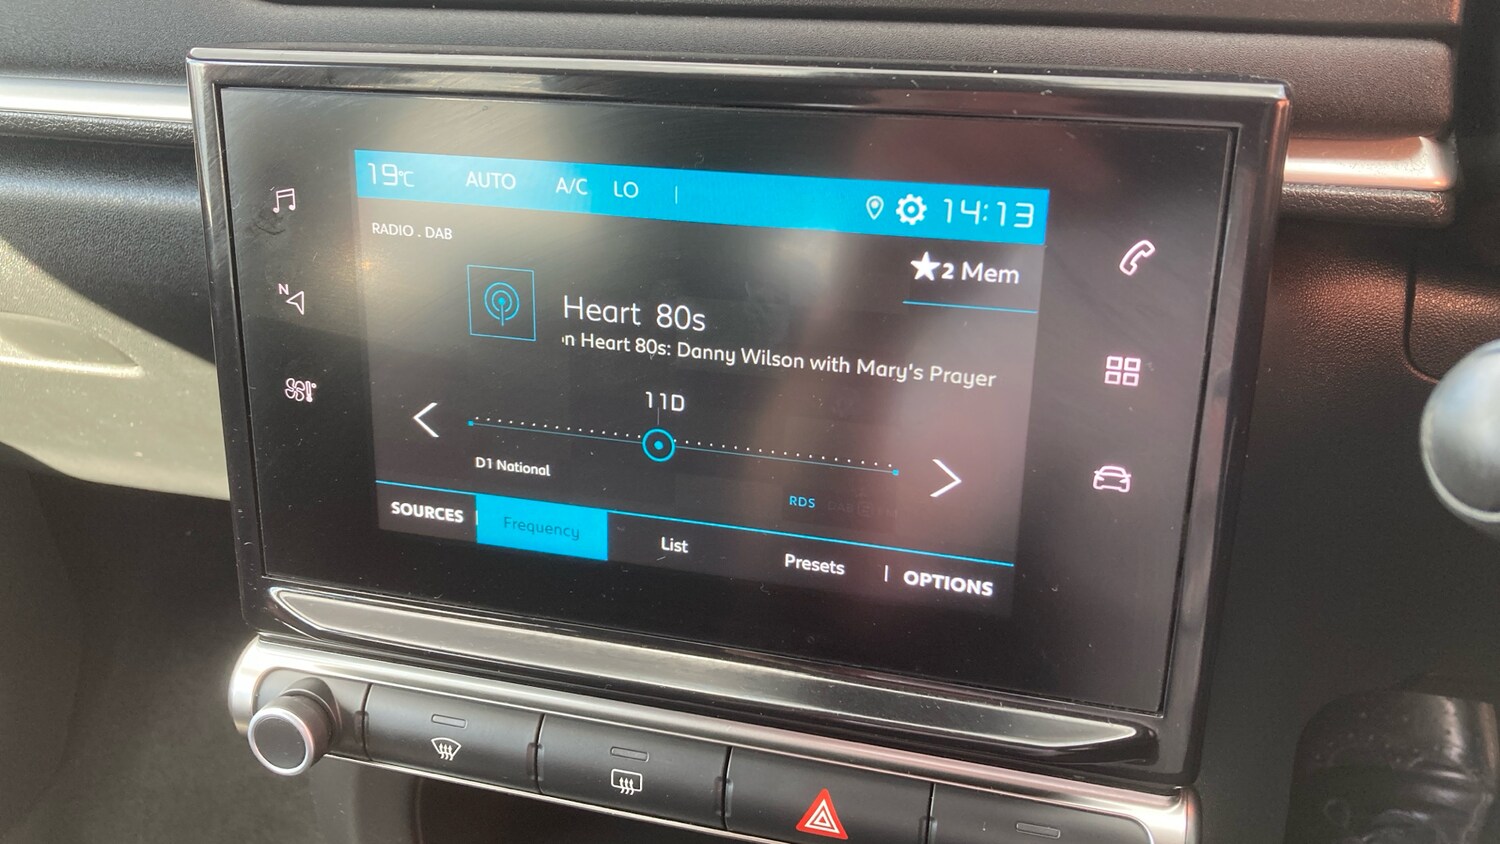 19°C AUTO A/C LO | 14:13
RADIO . DAB
2 Mem
Heart 80s
n Heart 80s: Danny Wilson with Mary's Prayer
11D
D1 National
RDS DAB
SOURCES | Frequency List Presets | OPTIONS
N